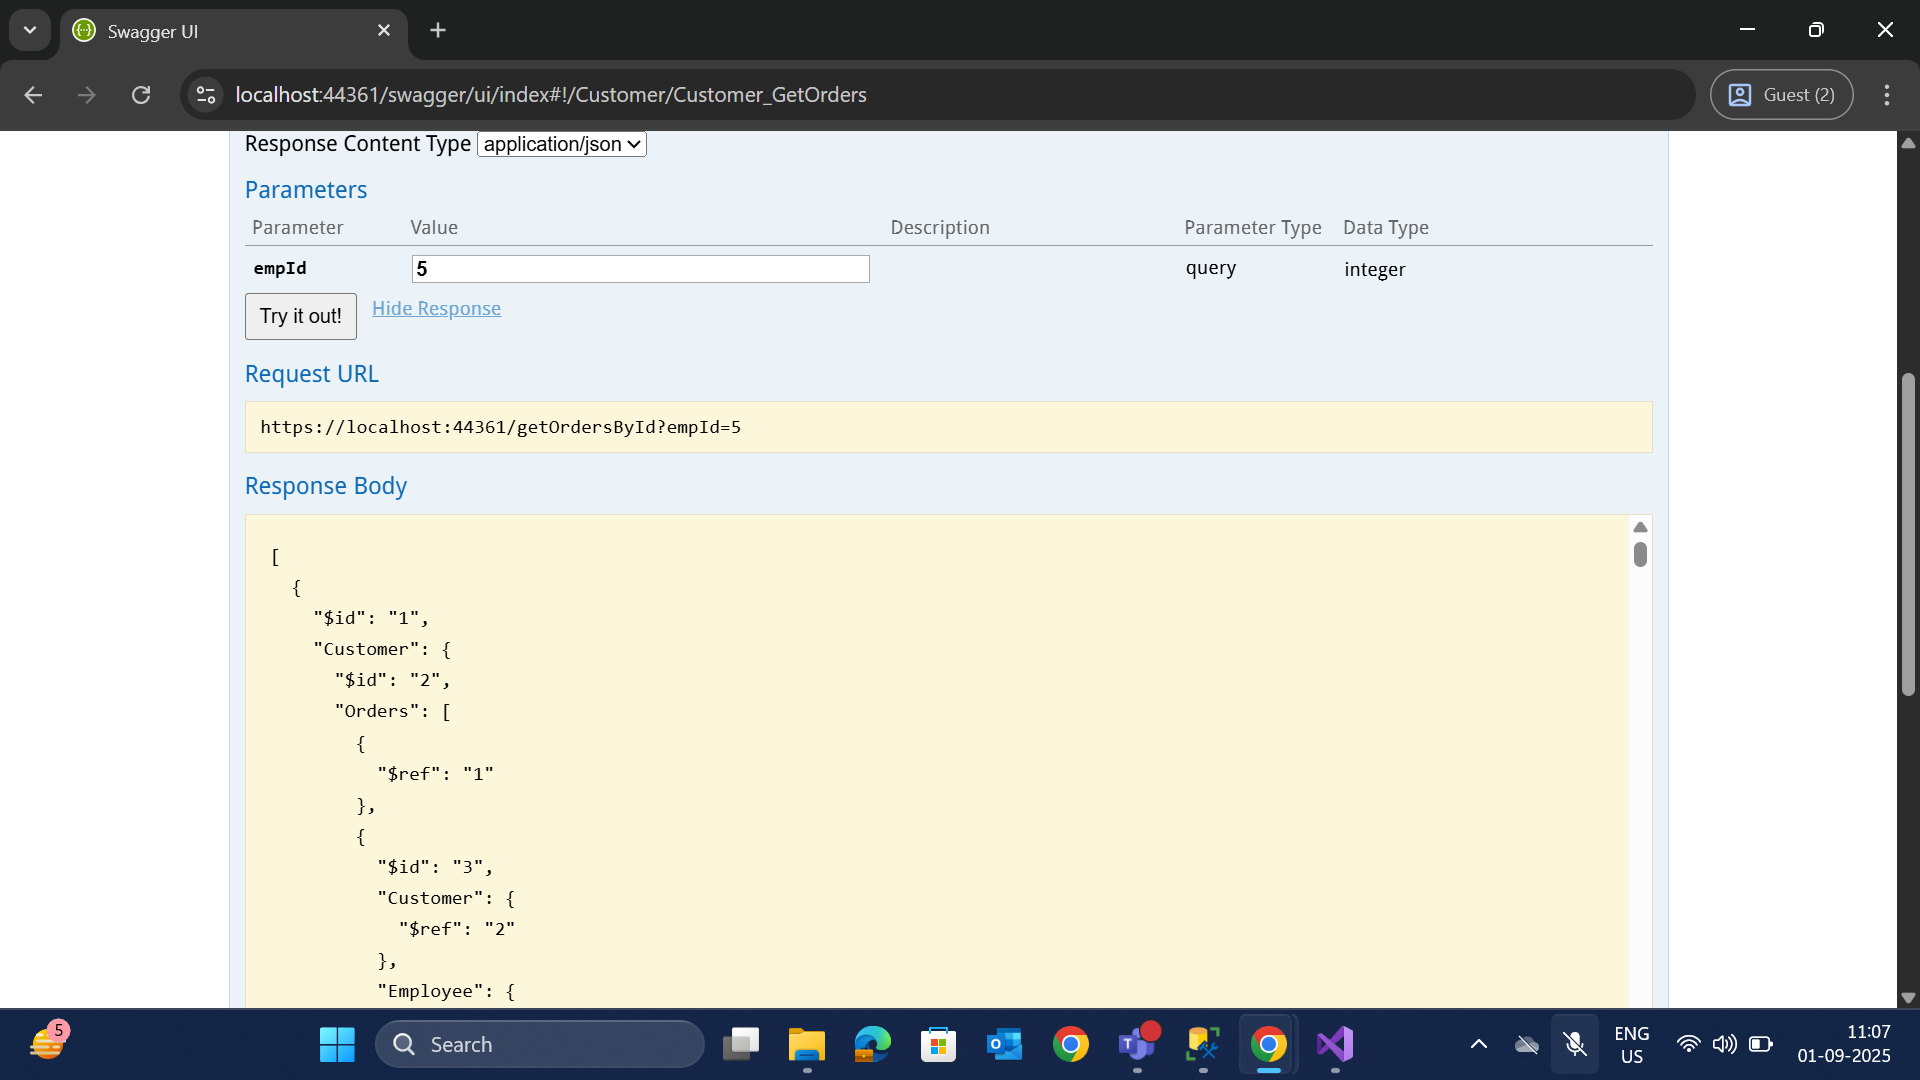 Swagger UI
localhost:44361/swagger/ui/index#!/Customer/Customer_GetOrders
Guest (2)
Response Content Type application/json
Parameters
Parameter Value Description Parameter Type Data Type
empId 5 query integer
Try it out! Hide Response
Request URL
https://localhost:44361/getOrdersById?empId=5
Response Body
[
{
"$id": "1",
"Customer": {
"$id": "2",
"Orders": [
{
"$ref": "1"
},
{
"$id": "3",
"Customer": {
"$ref": "2"
},
"Employee": {
5
Search
ENG
US
11:07
01-09-2025